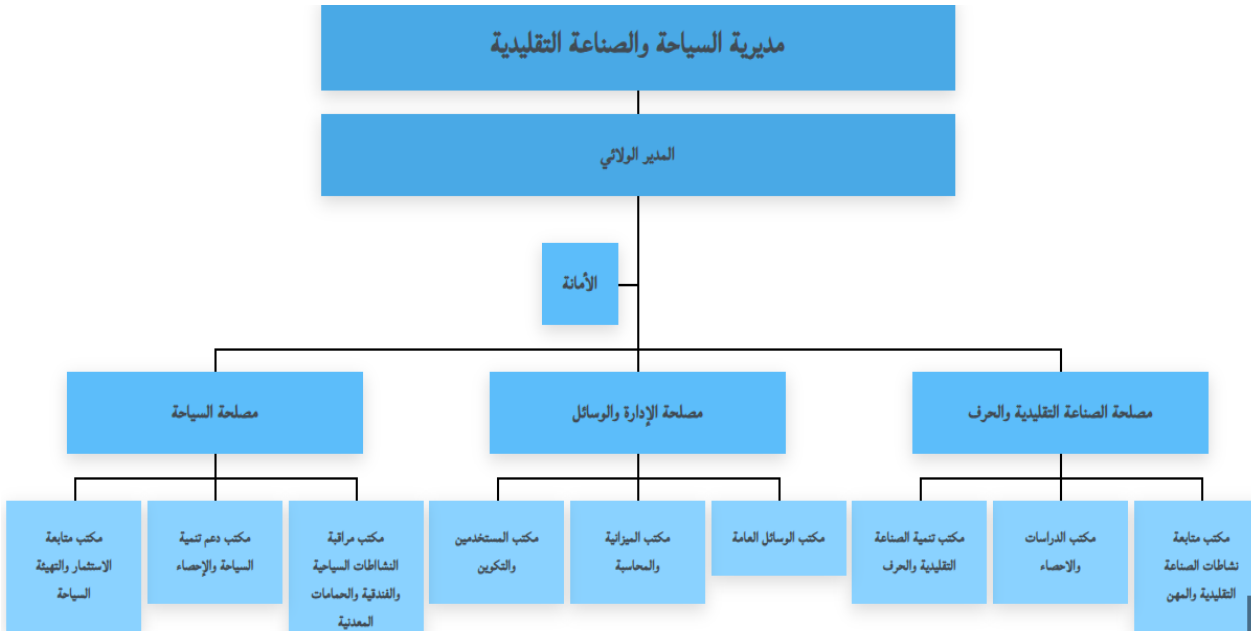 مديرية السياحة والصناعة التقليدية
المدير الولائي
الأمانة
مصلحة الصناعة التقليدية والحرف
مصلحة الإدارة والوسائل
مصلحة السياحة
مكتب متابعة
نشاطات الصناعة
التقليدية والمهن
مكتب الدراسات
والاحصاء
مكتب تنمية الصناعة
التقليدية والحرف
مكتب الوسائل العامة
مكتب الميزانية
والمحاسبة
مكتب المستخدمين
والتكوين
مكتب مراقبة
النشااطات السياحية
والفندقية والحمامات
المعدنية
مكتب دعم تنمية
السياحة والإحصاء
مكتب متابعة
الاستثمار والتهيئة
السياحة